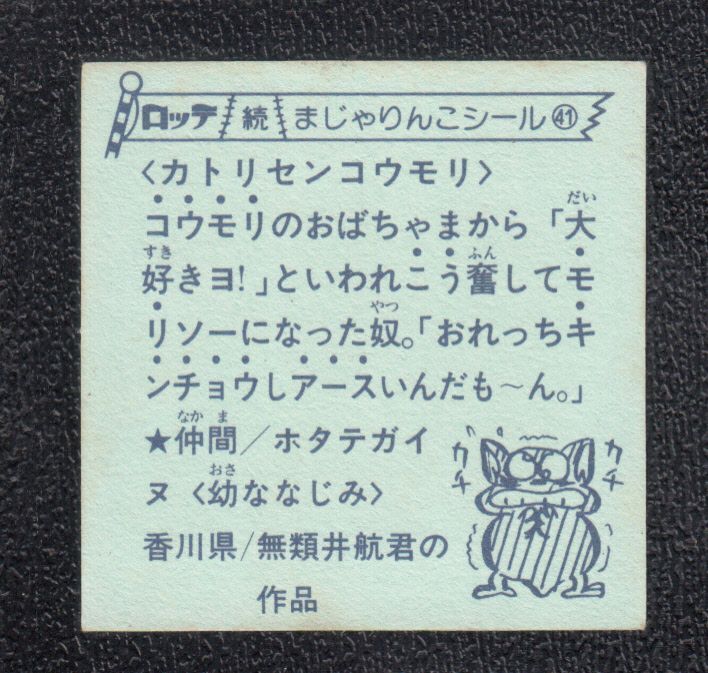 ロッテ 続 まじゃりんこシール㊶
〈カトリセンコウモリ〉
コウモリのおばちゃまから「大
好きヨ!」といわれこう奮してモ
リソーになった奴。「おれっちキ
ンチョウしアースいんだも〜ん。」
★仲間/ホタテガイ
ヌ〈幼ななじみ〉
香川県/無類井航君の
作品
ガチ
ガチ